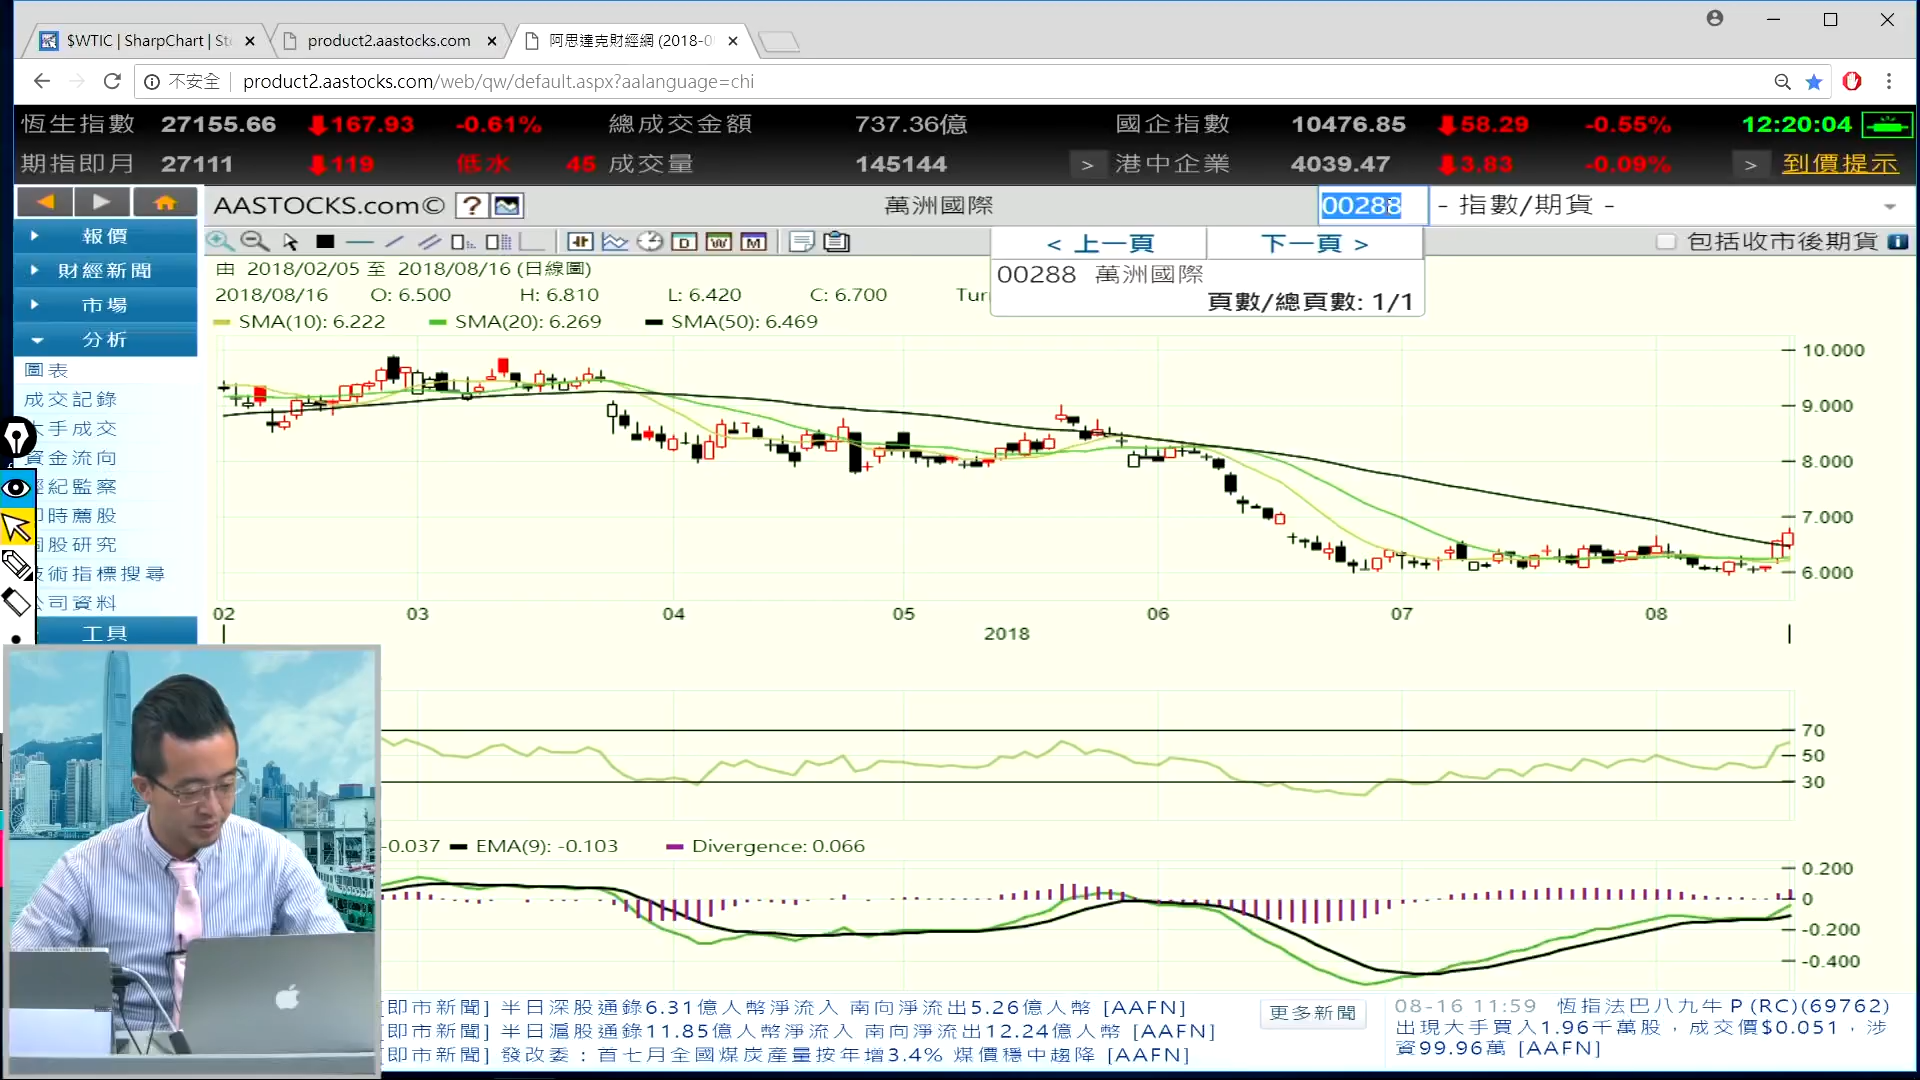 $WTIC | SharpChart | St
product2.aastocks.com
阿思達克財經網 (2018-0
不安全
product2.aastocks.com/web/qw/default.aspx?aalanguage=chi
恆生指數 27155.66 167.93 -0.61% 總成交金額 737.36億 國企指數 10476.85 58.29 -0.55% 12:20:04
期指即月 27111 119 低水 45 成交量 145144 > 港中企業 4039.47 3.83 -0.09% > 到價提示
AASTOCKS.com© ? 萬洲國際 00288 - 指數/期貨 -
D W M < 上一頁 下一頁 > 包括收市後期貨 i
00288 萬洲國際
頁數/總頁數: 1/1
報價
財經新聞
市場
分析
圖表
成交記錄
大手成交
資金流向
經紀監察
即時薦股
個股研究
技術指標搜尋
公司資料
工具
由 2018/02/05 至 2018/08/16 (日線圖)
2018/08/16 O: 6.500 H: 6.810 L: 6.420 C: 6.700 Tur
SMA(10): 6.222 SMA(20): 6.269 SMA(50): 6.469
10.000
9.000
8.000
7.000
6.000
02 03 04 05 06 07 08
2018
70
50
30
-0.037 EMA(9): -0.103 Divergence: 0.066
0.200
0
-0.200
-0.400
[即市新聞] 半日深股通錄6.31億人幣淨流入 南向淨流出5.26億人幣 [AAFN]
[即市新聞] 半日滬股通錄11.85億人幣淨流入 南向淨流出12.24億人幣 [AAFN]
[即市新聞] 發改委：首七月全國煤炭產量按年增3.4% 煤價穩中趨降 [AAFN]
更多新聞
08-16 11:59 恆指法巴八九牛 P (RC)(69762)
出現大手買入1.96千萬股，成交價$0.051，涉
資99.96萬 [AAFN]